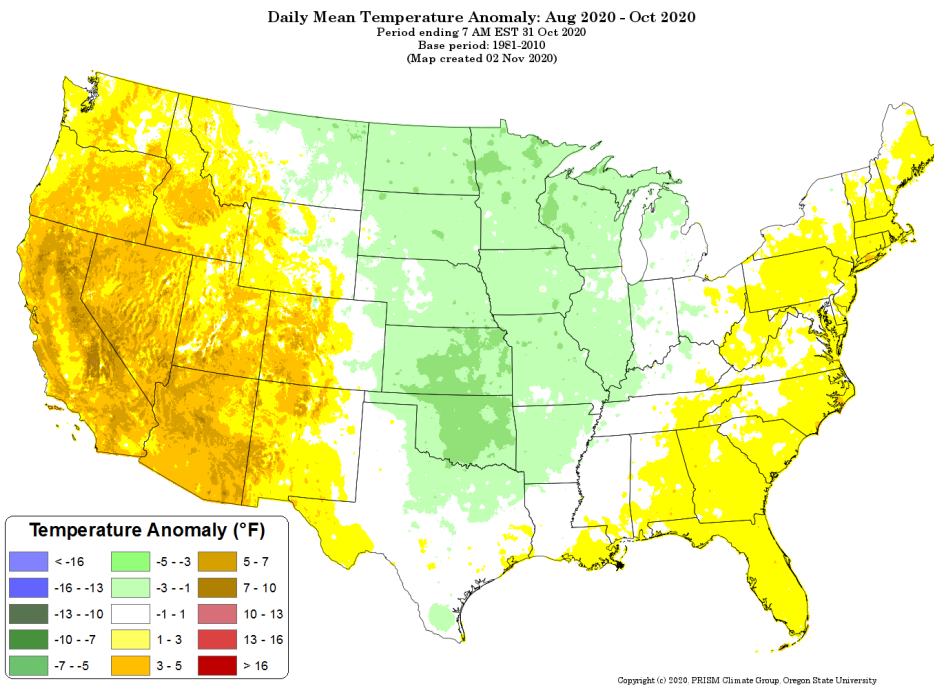 Daily Mean Temperature Anomaly: Aug 2020 - Oct 2020
Period ending 7 AM EST 31 Oct 2020
Base period: 1981-2010
(Map created 02 Nov 2020)
Temperature Anomaly (°F)
< -16
-5 - -3
5 - 7
-16 - -13
-3 - -1
7 - 10
-13 - -10
-1 - 1
10 - 13
-10 - -7
1 - 3
13 - 16
-7 - -5
3 - 5
> 16
Copyright (c) 2020, PRISM Climate Group, Oregon State University